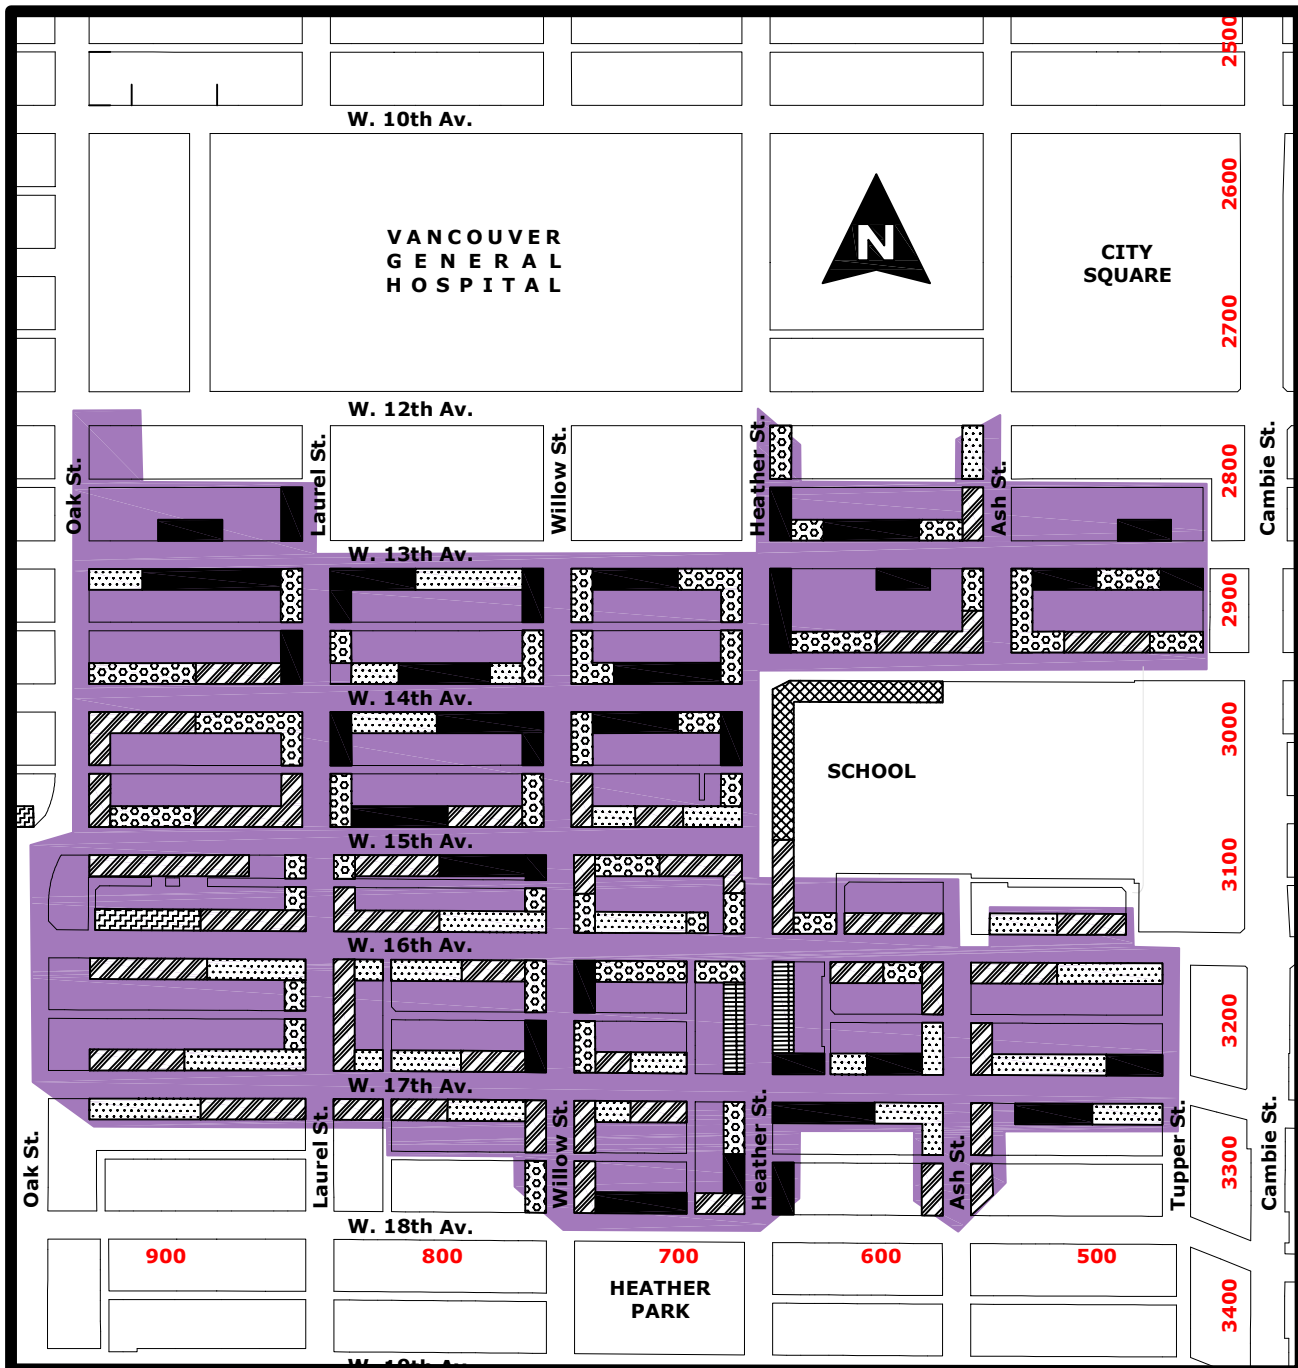 2500
W. 10th Av.
VANCOUVER
GENERAL
HOSPITAL
N
CITY
SQUARE
2600
2700
W. 12th Av.
Oak St.
Laurel St.
Willow St.
Heather St.
Ash St.
2800
Cambie St.
W. 13th Av.
2900
W. 14th Av.
SCHOOL
3000
W. 15th Av.
3100
W. 16th Av.
3200
W. 17th Av.
Oak St.
Laurel St.
Willow St.
Heather St.
Ash St.
Tupper St.
3300
Cambie St.
W. 18th Av.
900
800
700
600
500
HEATHER
PARK
3400
W. 19th Av.